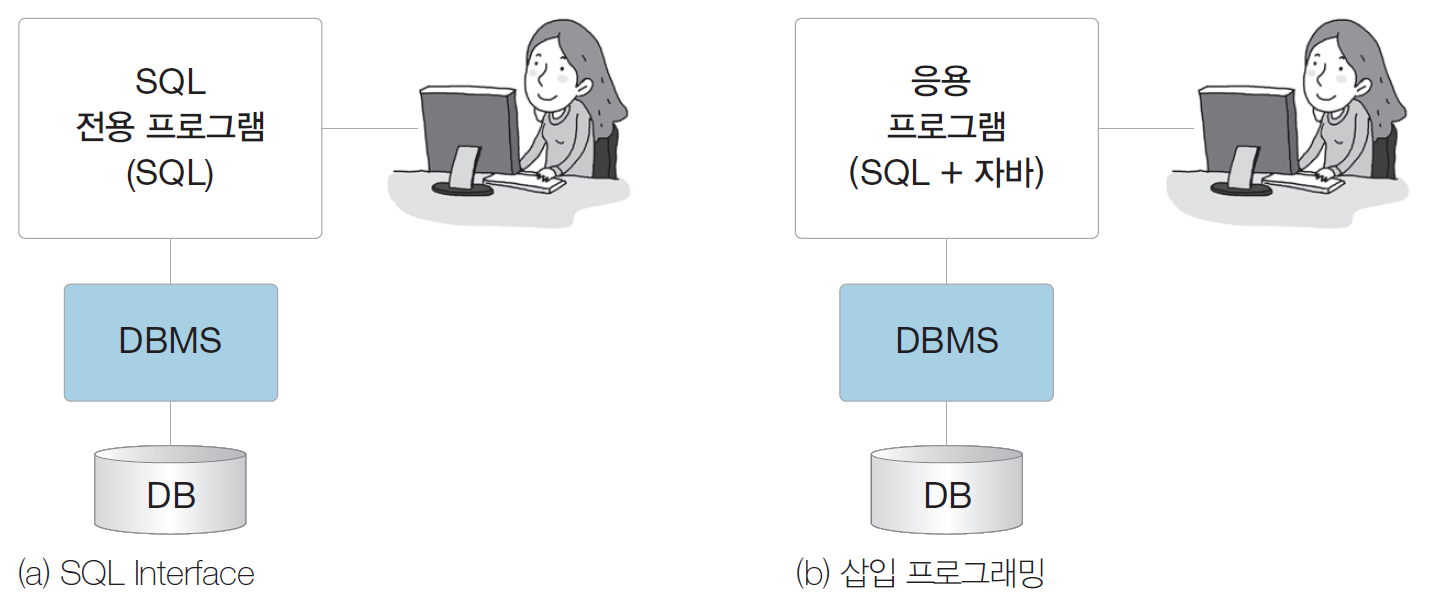 SQL
전용 프로그램
(SQL)
DBMS
DB
(a) SQL Interface
응용
프로그램
(SQL + 자바)
DBMS
DB
(b) 삽입 프로그래밍